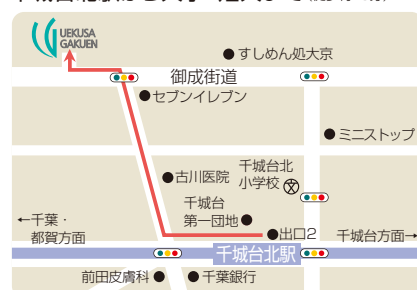 UEKUSA
GAKUEN
すしめん処大京
御成街道
セブンイレブン
ミニストップ
千城台北
小学校
古川医院
千城台
第一団地
出口2
←千葉・
都賀方面
千城台方面→
千城台北駅
前田皮膚科
千葉銀行